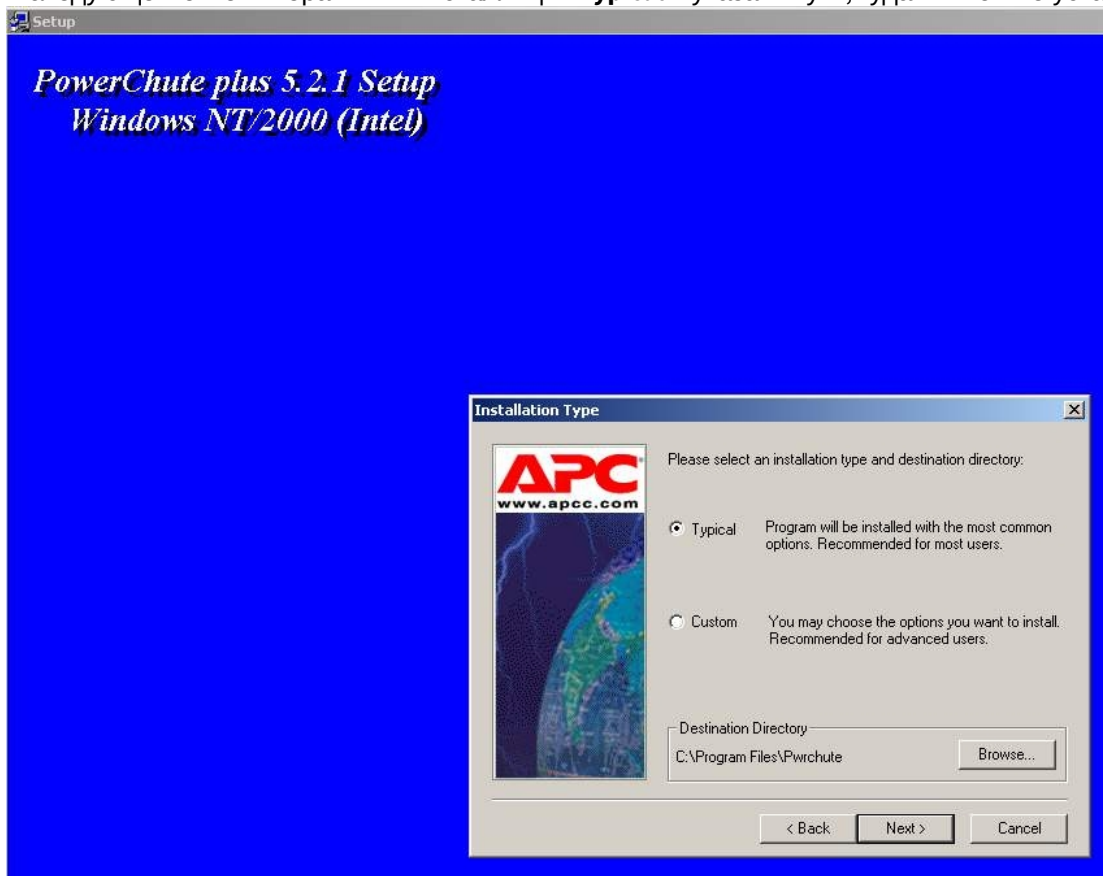 Setup
PowerChute plus 5.2.1 Setup
Windows NT/2000 (Intel)
Installation Type
APC
www.apcc.com
Please select an installation type and destination directory:
Typical
Program will be installed with the most common
options. Recommended for most users.
Custom
You may choose the options you want to install.
Recommended for advanced users.
Destination Directory
C:\Program Files\Pwrchute
Browse...
< Back
Next >
Cancel